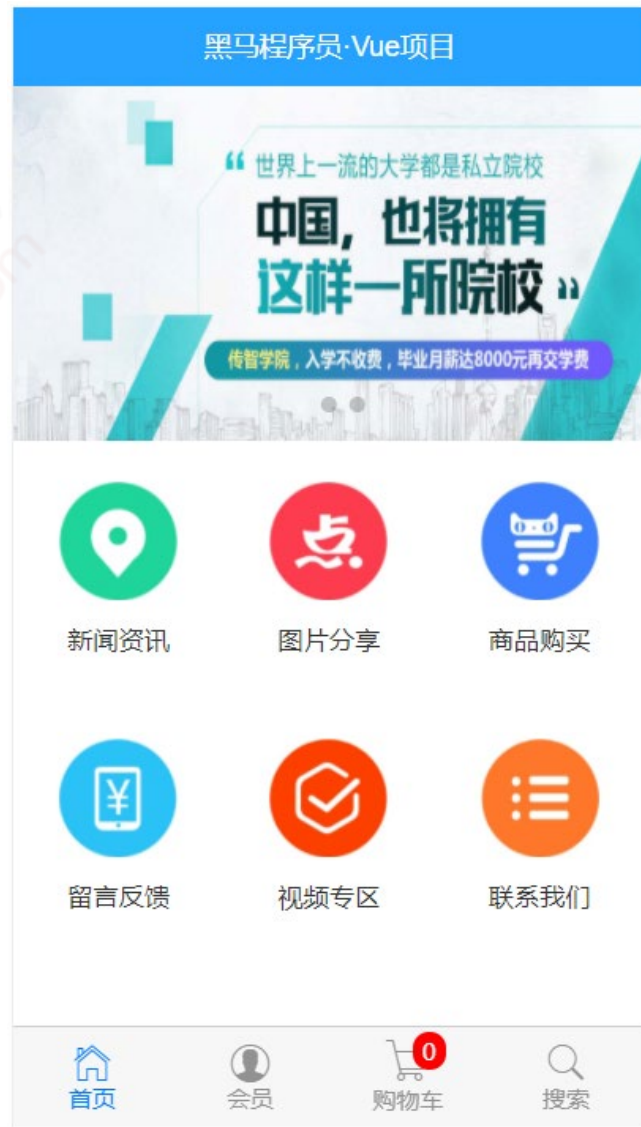 黑马程序员·Vue项目
“ 世界上一流的大学都是私立院校
中国，也将拥有
这样一所院校 ”
传智学院，入学不收费，毕业月薪达8000元再交学费
点
新闻资讯 图片分享 商品购买
¥
留言反馈 视频专区 联系我们
0
首页 会员 购物车 搜索